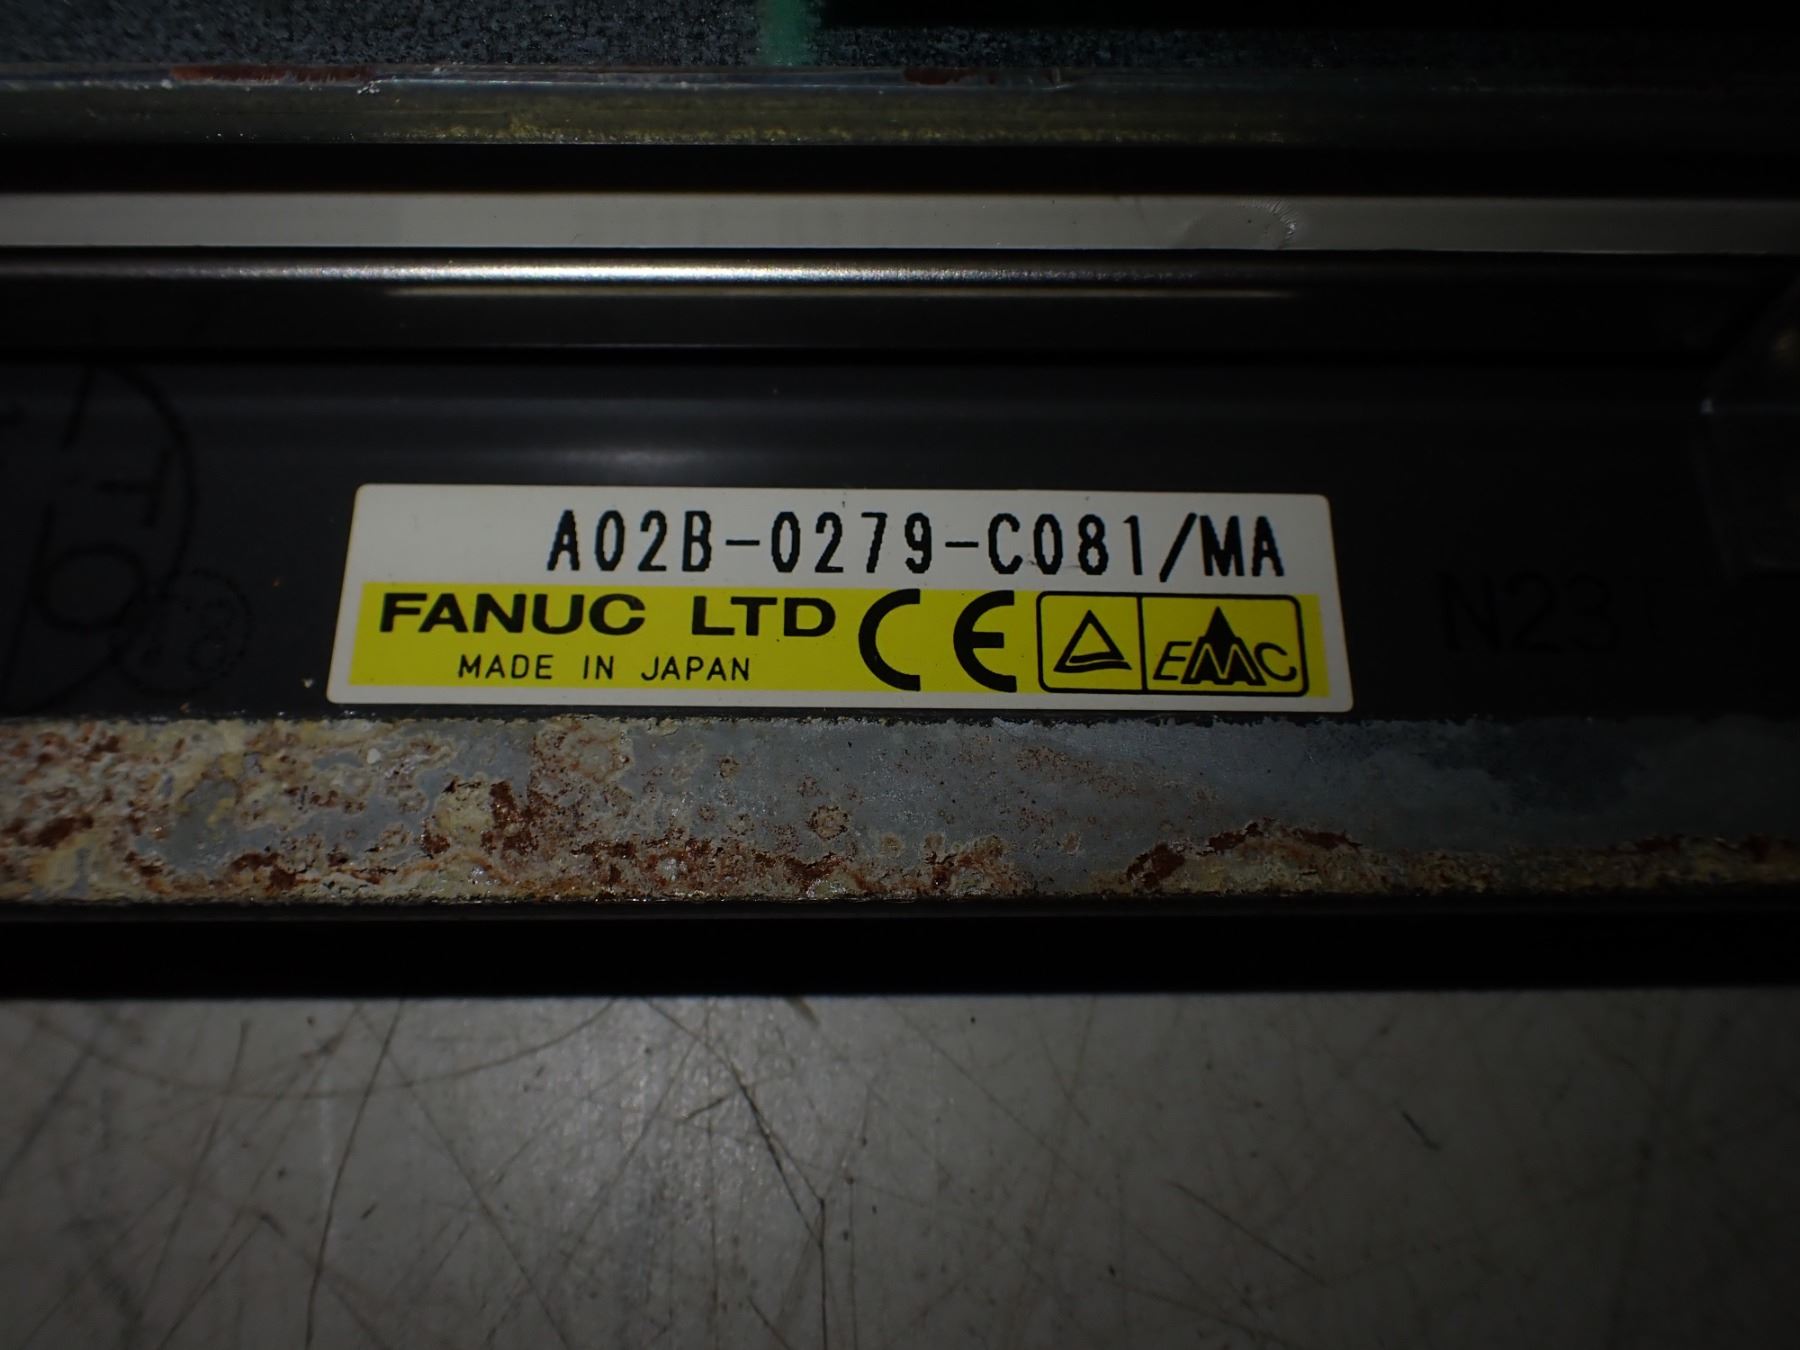 A02B-0279-C081/MA
FANUC LTD CE EMC
MADE IN JAPAN
N23